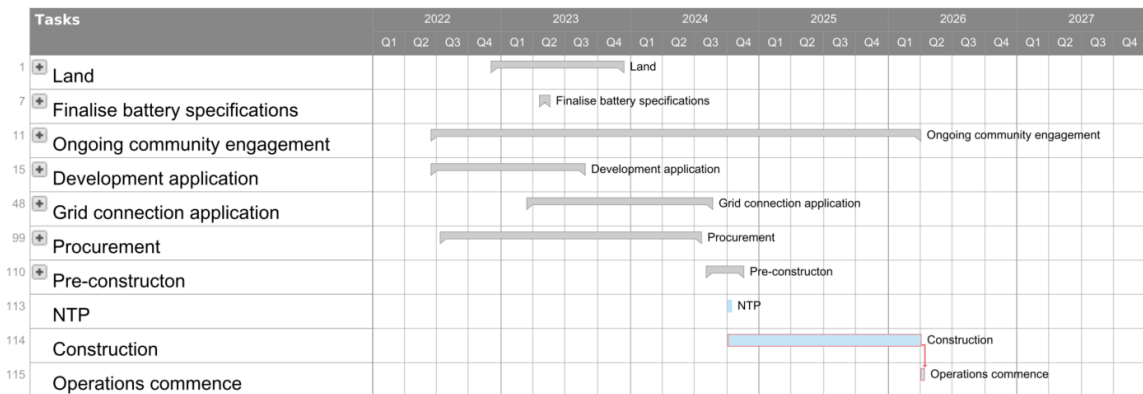 Tasks 2022 2023 2024 2025 2026 2027
Q1 Q2 Q3 Q4 Q1 Q2 Q3 Q4 Q1 Q2 Q3 Q4 Q1 Q2 Q3 Q4 Q1 Q2 Q3 Q4 Q1 Q2 Q3 Q4
1 Land Land
7 Finalise battery specifications Finalise battery specifications
11 Ongoing community engagement Ongoing community engagement
15 Development application Development application
48 Grid connection application Grid connection application
99 Procurement Procurement
110 Pre-constructon Pre-constructon
113 NTP NTP
114 Construction Construction
115 Operations commence Operations commence